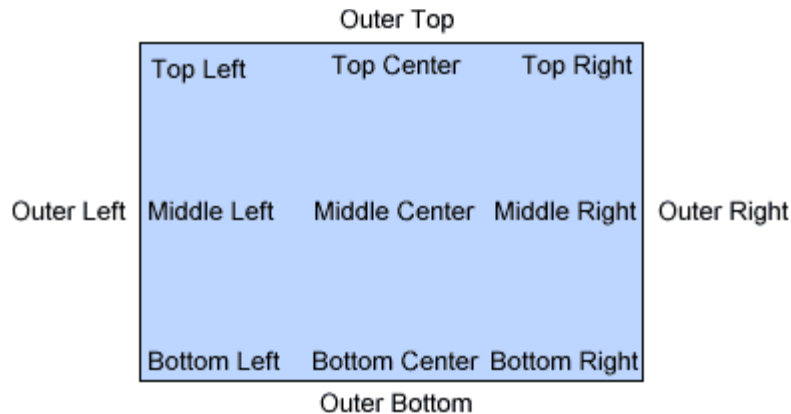 Outer Top
Top Left Top Center Top Right
Outer Left Middle Left Middle Center Middle Right Outer Right
Bottom Left Bottom Center Bottom Right
Outer Bottom